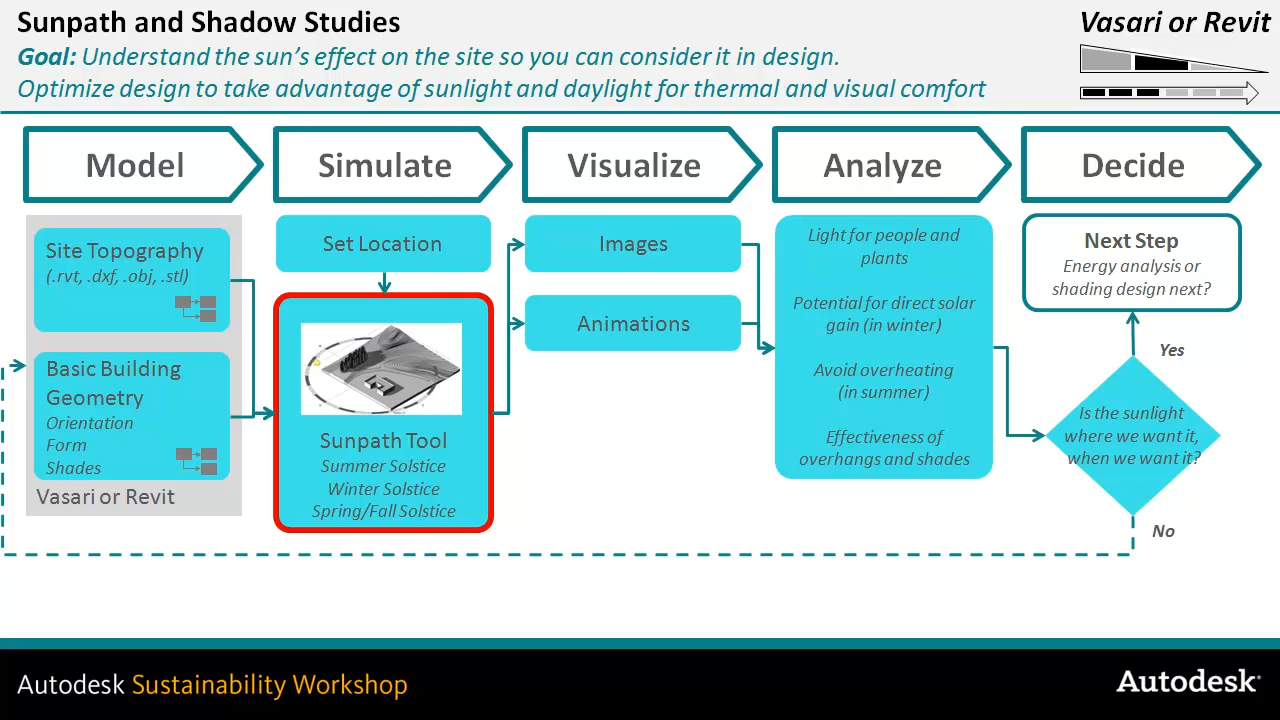 Sunpath and Shadow Studies
Vasari or Revit
Goal: Understand the sun's effect on the site so you can consider it in design.
Optimize design to take advantage of sunlight and daylight for thermal and visual comfort
Model
Simulate
Visualize
Analyze
Decide
Site Topography
(.rvt, .dxf, .obj, .stl)
Basic Building
Geometry
Orientation
Form
Shades
Vasari or Revit
Set Location
Sunpath Tool
Summer Solstice
Winter Solstice
Spring/Fall Solstice
Images
Animations
Light for people and
plants
Potential for direct solar
gain (in winter)
Avoid overheating
(in summer)
Effectiveness of
overhangs and shades
Next Step
Energy analysis or
shading design next?
Yes
Is the sunlight
where we want it,
when we want it?
No
Autodesk Sustainability Workshop
Autodesk